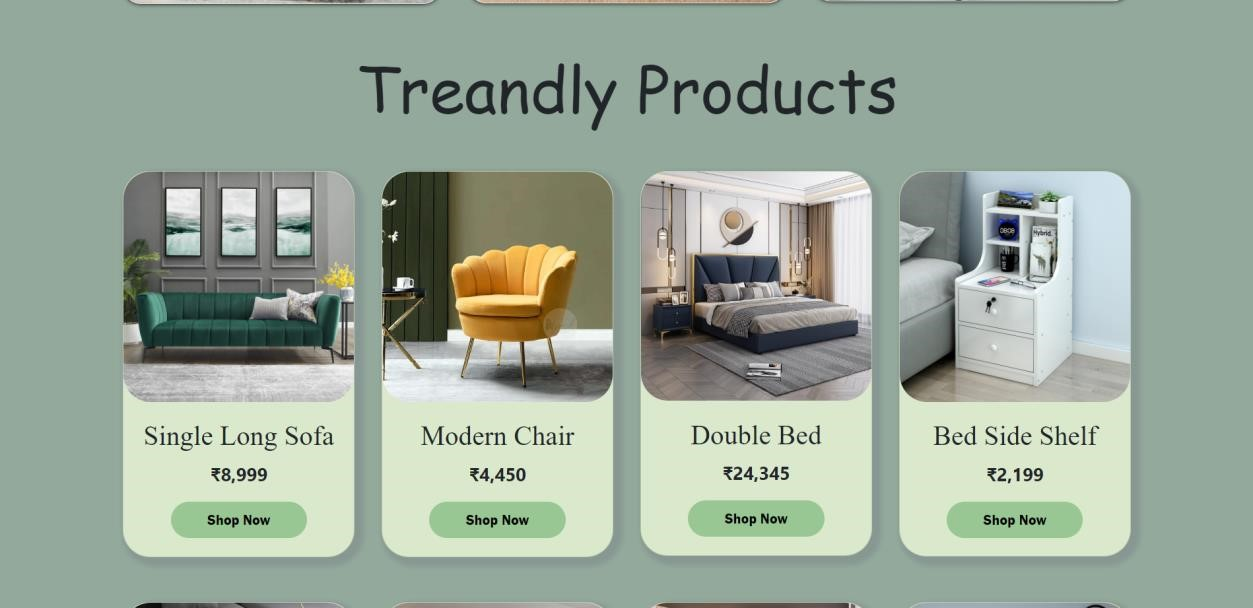 Treandly Products
Single Long Sofa
₹8,999
Shop Now
Modern Chair
₹4,450
Shop Now
Double Bed
₹24,345
Shop Now
Bed Side Shelf
₹2,199
Shop Now
Hybrid.